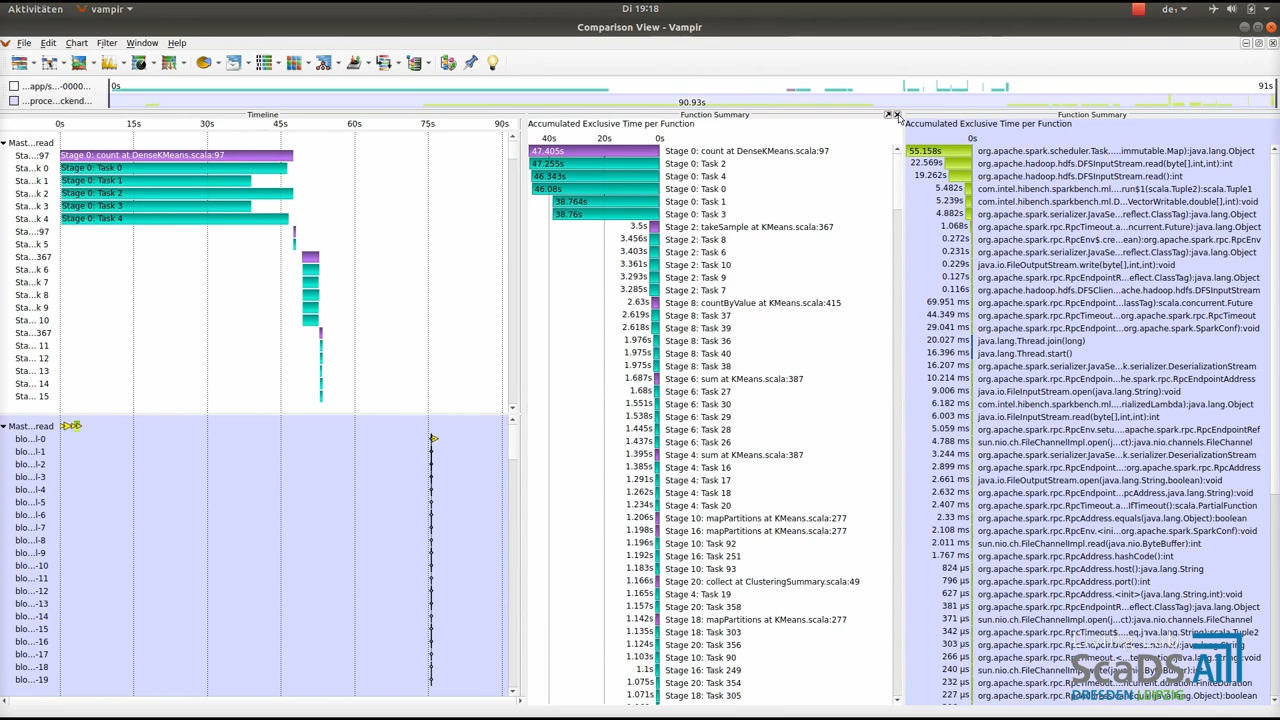 Aktivitäten
vampir
Di 19:18
de₁
Comparison View - Vampir
File Edit Chart Filter Window Help
...app/s...-0000...
0s
91s
...proce...ckend...
90.93s
Timeline
0s 15s 30s 45s 60s 75s 90s
Mast...read
Sta...:97
Stage 0: count at DenseKMeans.scala:97
Sta...k 0
Stage 0: Task 0
Sta...k 1
Stage 0: Task 1
Sta...k 2
Stage 0: Task 2
Sta...k 3
Stage 0: Task 3
Sta...k 4
Stage 0: Task 4
Sta...:97
Sta...k 5
Sta...367
Sta...k 6
Sta...k 7
Sta...k 8
Sta...k 9
Sta... 10
Sta...367
Sta... 11
Sta... 12
Sta... 13
Sta... 14
Sta... 15
Mast...read
blo...l-0
blo...l-1
blo...l-2
blo...l-3
blo...l-4
blo...l-5
blo...l-6
blo...l-7
blo...l-8
blo...l-9
blo...-10
blo...-11
blo...-12
blo...-13
blo...-14
blo...-15
blo...-16
blo...-17
blo...-18
blo...-19
Function Summary
Accumulated Exclusive Time per Function
40s 20s 0s
47.405s Stage 0: count at DenseKMeans.scala:97
47.255s Stage 0: Task 2
46.343s Stage 0: Task 4
46.08s Stage 0: Task 0
38.764s Stage 0: Task 1
38.76s Stage 0: Task 3
3.5s Stage 2: takeSample at KMeans.scala:367
3.456s Stage 2: Task 8
3.403s Stage 2: Task 6
3.361s Stage 2: Task 10
3.293s Stage 2: Task 9
3.285s Stage 2: Task 7
2.63s Stage 8: countByValue at KMeans.scala:415
2.619s Stage 8: Task 37
2.618s Stage 8: Task 39
1.976s Stage 8: Task 36
1.975s Stage 8: Task 40
1.975s Stage 8: Task 38
1.687s Stage 6: sum at KMeans.scala:387
1.68s Stage 6: Task 27
1.551s Stage 6: Task 30
1.538s Stage 6: Task 29
1.445s Stage 6: Task 28
1.442s Stage 6: Task 26
1.395s Stage 4: sum at KMeans.scala:387
1.385s Stage 4: Task 16
1.291s Stage 4: Task 17
1.262s Stage 4: Task 18
1.234s Stage 4: Task 20
1.206s Stage 10: mapPartitions at KMeans.scala:277
1.198s Stage 16: mapPartitions at KMeans.scala:277
1.196s Stage 10: Task 92
1.192s Stage 16: Task 251
1.183s Stage 10: Task 93
1.166s Stage 20: collect at ClusteringSummary.scala:49
1.165s Stage 4: Task 19
1.157s Stage 20: Task 358
1.142s Stage 18: mapPartitions at KMeans.scala:277
1.135s Stage 18: Task 303
1.124s Stage 20: Task 356
1.103s Stage 10: Task 90
1.1s Stage 16: Task 249
1.075s Stage 20: Task 354
1.071s Stage 18: Task 305
Function Summary
Accumulated Exclusive Time per Function
0s
55.158s org.apache.spark.scheduler.Task....immutable.Map):java.lang.Object
22.569s org.apache.hadoop.hdfs.DFSInputStream.read(byte[],int,int):int
19.262s org.apache.hadoop.hdfs.DFSInputStream.read():int
5.482s com.intel.hibench.sparkbench.ml....run$1(scala.Tuple2):scala.Tuple1
5.239s com.intel.hibench.sparkbench.ml....VectorWritable,double[],int):void
4.882s org.apache.spark.serializer.JavaSe...reflect.ClassTag):java.lang.Object
1.068s org.apache.spark.rpc.RpcTimeout.a...ncurrent.Future):java.lang.Object
0.272s org.apache.spark.rpc.RpcEnv$.cre...ean):org.apache.spark.rpc.RpcEnv
0.231s org.apache.spark.serializer.JavaSe...reflect.ClassTag):java.lang.Object
0.229s java.io.FileOutputStream.write(byte[],int,int):void
0.127s org.apache.spark.rpc.RpcEndpointR...eflect.ClassTag):java.lang.Object
0.116s org.apache.hadoop.hdfs.DFSClien...ache.hadoop.hdfs.DFSInputStream
69.951 ms org.apache.spark.rpc.RpcEndpoint...lassTag):scala.concurrent.Future
44.349 ms org.apache.spark.rpc.RpcTimeout...org.apache.spark.rpc.RpcTimeout
29.041 ms org.apache.spark.rpc.RpcEndpoint...org.apache.spark.SparkConf):void
20.027 ms java.lang.Thread.join(long)
16.396 ms java.lang.Thread.start()
16.207 ms org.apache.spark.serializer.JavaSe...k.serializer.DeserializationStream
10.214 ms org.apache.spark.rpc.RpcEndpoint...he.spark.rpc.RpcEndpointAddress
9.006 ms java.io.FileInputStream.open(java.lang.String):void
6.182 ms com.intel.hibench.sparkbench.ml...rializedLambda):java.lang.Object
6.003 ms java.io.FileInputStream.read(byte[],int,int):int
5.059 ms org.apache.spark.rpc.RpcEnv.setu...park.rpc.RpcEndpointRef
4.788 ms sun.nio.ch.FileChannelImpl.open(j...:java.nio.channels.FileChannel
3.244 ms org.apache.spark.serializer.JavaSe...k.serializer.DeserializationStream
2.899 ms org.apache.spark.rpc.RpcEndpoint...:org.apache.spark.rpc.RpcAddress
2.661 ms java.io.FileOutputStream.open(java.lang.String,boolean):void
2.632 ms org.apache.spark.rpc.RpcEndpoint...pcAddress,java.lang.String):void
2.407 ms org.apache.spark.rpc.RpcTimeout.a...IfTimeout():scala.PartialFunction
2.33 ms org.apache.spark.rpc.RpcAddress.equals(java.lang.Object):boolean
2.108 ms org.apache.spark.rpc.RpcEnv.<ini...org.apache.spark.SparkConf):void
2.011 ms sun.nio.ch.FileChannelImpl.read(java.nio.ByteBuffer):int
1.767 ms org.apache.spark.rpc.RpcAddress.hashCode():int
824 µs org.apache.spark.rpc.RpcAddress.host():java.lang.String
796 µs org.apache.spark.rpc.RpcAddress.port():int
627 µs org.apache.spark.rpc.RpcAddress.<init>(java.lang.String,int):void
381 µs org.apache.spark.rpc.RpcEndpointR...eflect.ClassTag):java.lang.Object
371 µs sun.nio.ch.FileChannelImpl.open(j...:java.nio.channels.FileChannel
342 µs org.apache.spark.rpc.RpcTimeout$....
303 µs org.apache.spark.rpc.
266 µs org.apache.spark.rpc.
240 µs org.apache.spark.rpc.
232 µs org.apache.spark.rpc.
227 µs org.apache.spark.rpc.
ScaDS.AI
DRESDEN LEIPZIG